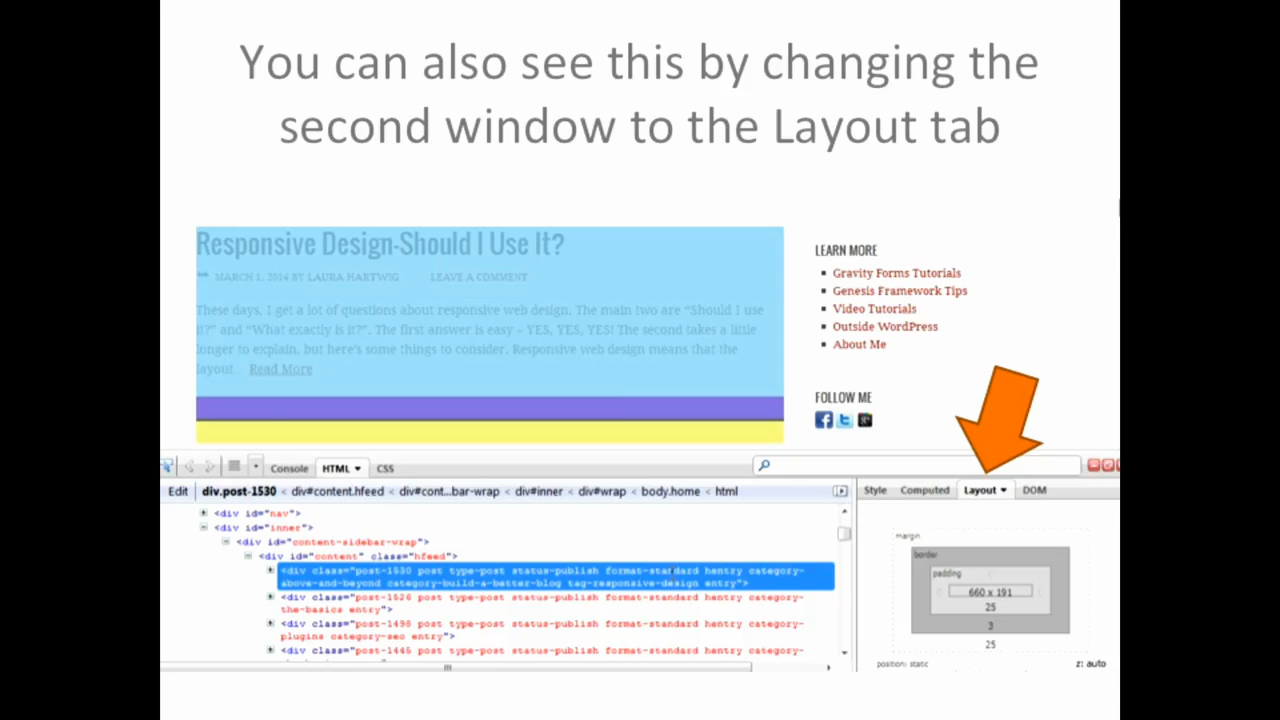 You can also see this by changing the
second window to the Layout tab
Responsive Design-Should I Use It?
MARCH 1, 2014 BY LAURA HARTWIG LEAVE A COMMENT
These days, I get a lot of questions about responsive web design. The main two are “Should I use
it?” and “What exactly is it?”. The first answer is easy – YES, YES, YES! The second takes a little
longer to explain, but here's some things to consider. Responsive web design means that the
layout... Read More
LEARN MORE
Gravity Forms Tutorials
Genesis Framework Tips
Video Tutorials
Outside WordPress
About Me
FOLLOW ME
Console HTML CSS
Edit div.post-1530 < div#content.hfeed < div#cont...bar-wrap < div#inner < div#wrap < body.home < html
<div id="nav">
<div id="inner">
<div id="content-sidebar-wrap">
<div id="content" class="hfeed">
<div class="post-1530 post type-post status-publish format-standard hentry category-
above-and-beyond category-build-a-better-blog tag-responsive-design entry">
<div class="post-1526 post type-post status-publish format-standard hentry category-
the-basics entry">
<div class="post-1498 post type-post status-publish format-standard hentry category-
plugins category-seo entry">
<div class="post-1445 post type-post status-publish format-standard hentry category-
Style Computed Layout DOM
margin
border
padding
660 x 191
25
3
25
position: static z: auto